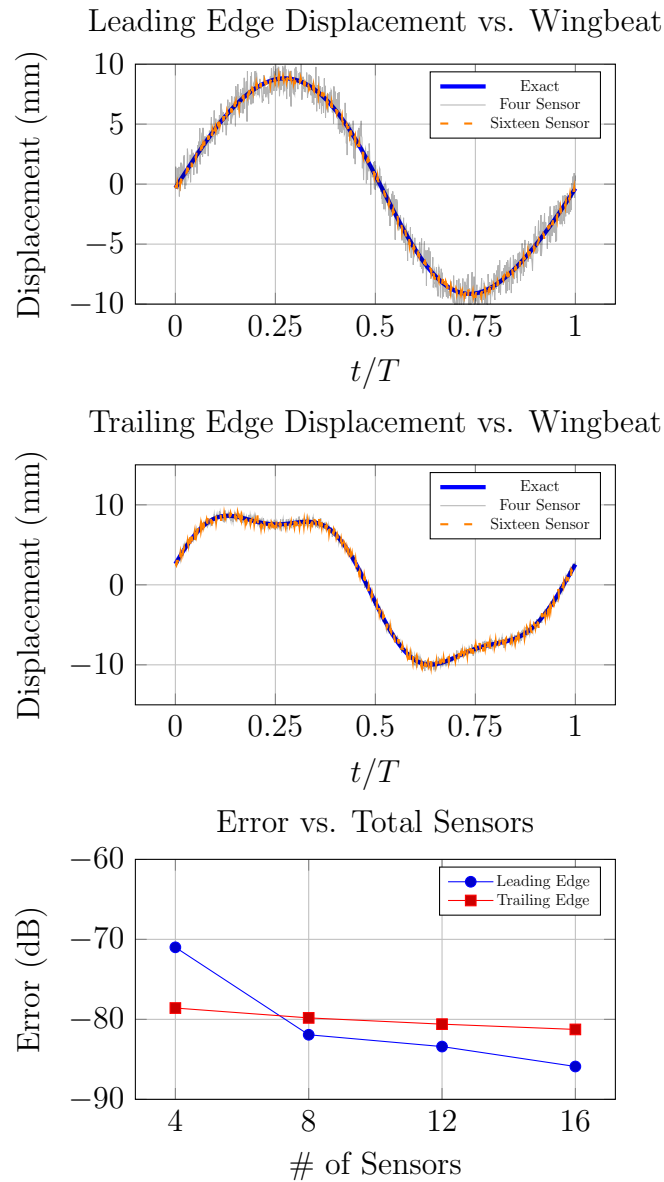 Leading Edge Displacement vs. Wingbeat
Displacement (mm)
10
5
0
−5
−10
Exact
Four Sensor
Sixteen Sensor
0 0.25 0.5 0.75 1
t/T
Trailing Edge Displacement vs. Wingbeat
Displacement (mm)
10
0
−10
Exact
Four Sensor
Sixteen Sensor
0 0.25 0.5 0.75 1
t/T
Error vs. Total Sensors
Error (dB)
−60
−70
−80
−90
Leading Edge
Trailing Edge
4 8 12 16
# of Sensors